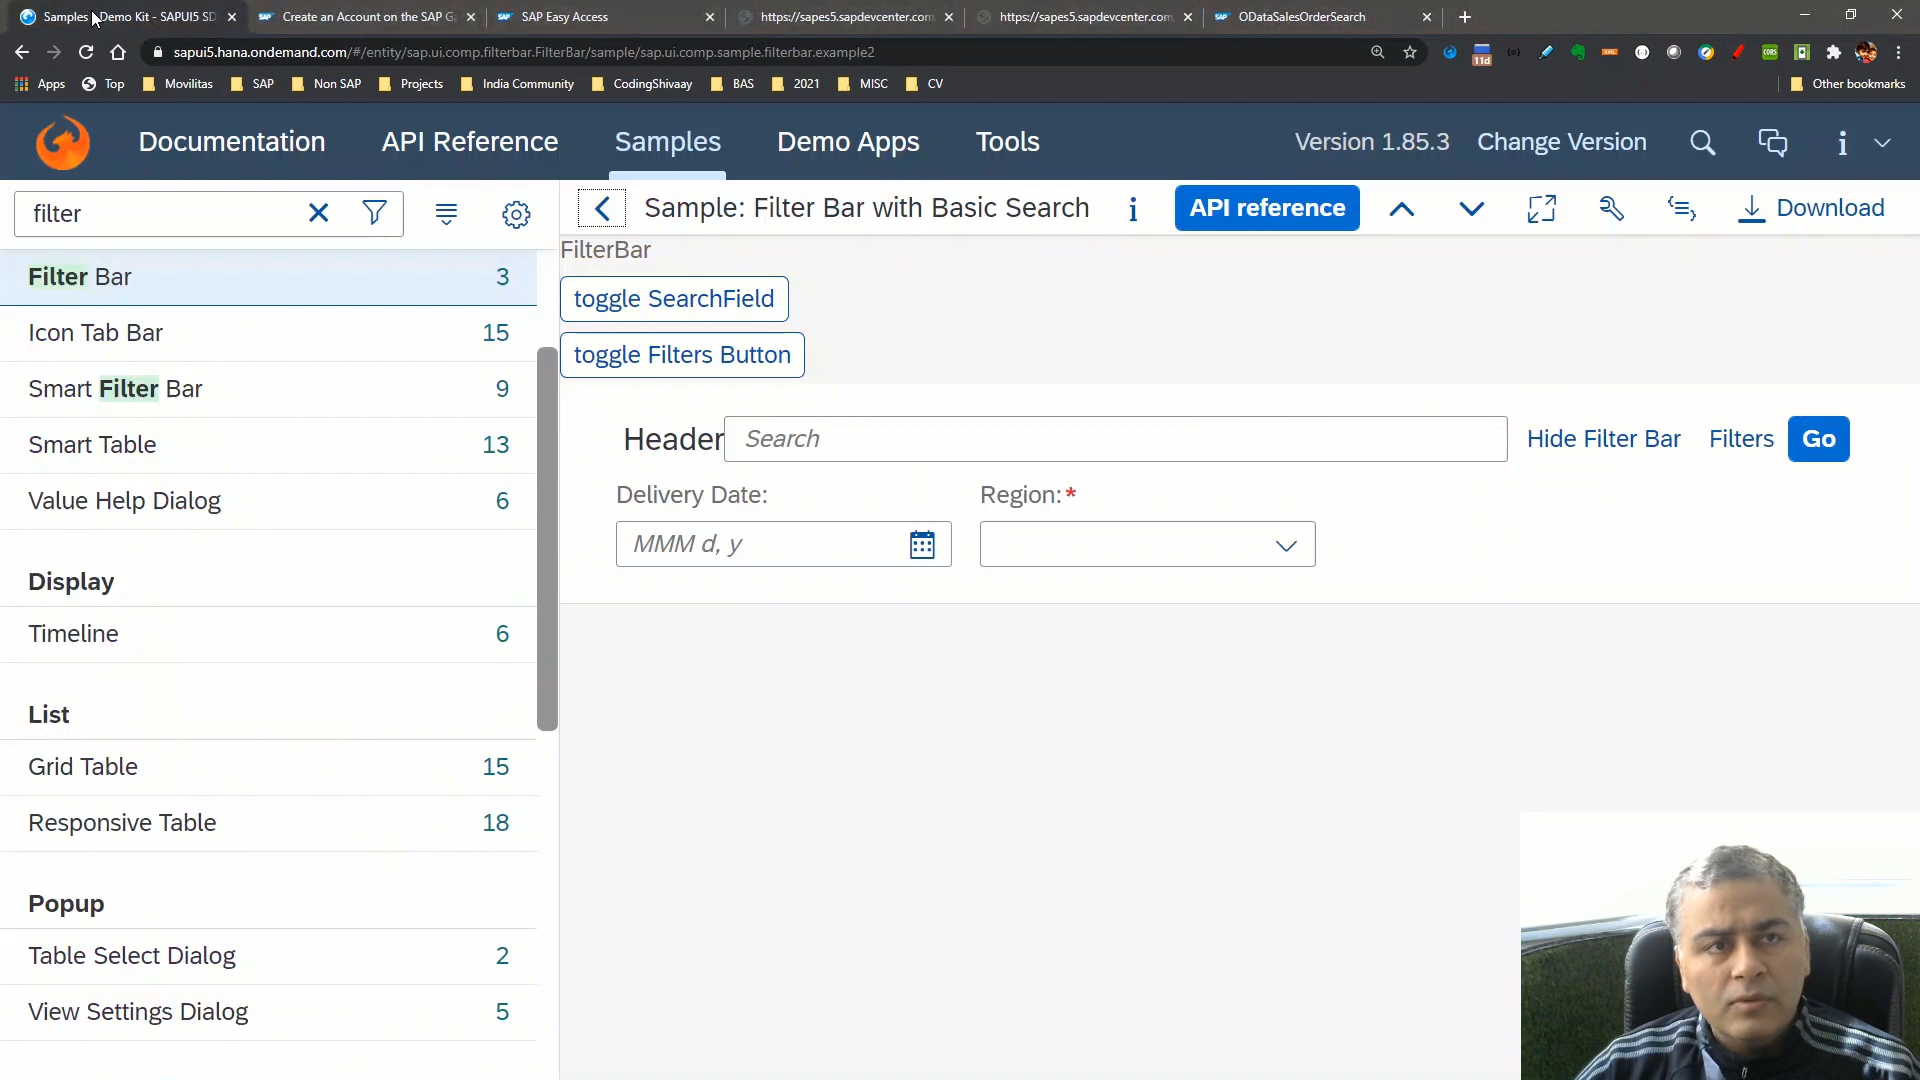 Samples - Demo Kit - SAPUI5 SD
Create an Account on the SAP Ga
SAP Easy Access
https://sapes5.sapdevcenter.com
https://sapes5.sapdevcenter.com
ODataSalesOrderSearch
sapui5.hana.ondemand.com/#/entity/sap.ui.comp.filterbar.FilterBar/sample/sap.ui.comp.sample.filterbar.example2
11d
Apps
Top
Movilitas
SAP
Non SAP
Projects
India Community
CodingShivaay
BAS
2021
MISC
CV
Other bookmarks
Documentation
API Reference
Samples
Demo Apps
Tools
Version 1.85.3
Change Version
filter
Sample: Filter Bar with Basic Search
API reference
Download
Filter Bar 3
Icon Tab Bar 15
Smart Filter Bar 9
Smart Table 13
Value Help Dialog 6
Display
Timeline 6
List
Grid Table 15
Responsive Table 18
Popup
Table Select Dialog 2
View Settings Dialog 5
FilterBar
toggle SearchField
toggle Filters Button
Header
Search
Hide Filter Bar
Filters
Go
Delivery Date:
Region:*
MMM d, y